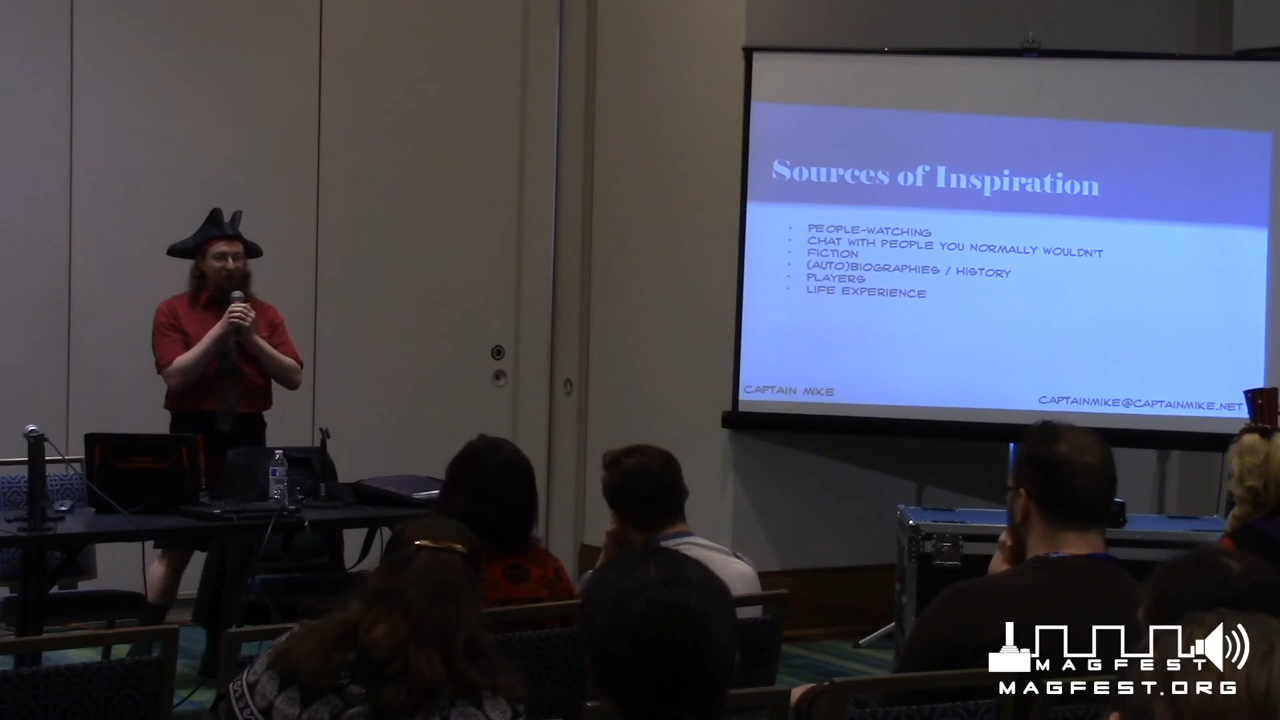 Sources of Inspiration
PEOPLE-WATCHING
CHAT WITH PEOPLE YOU NORMALLY WOULDN'T
FICTION
(AUTO)BIOGRAPHIES / HISTORY
PLAYERS
LIFE EXPERIENCE
CAPTAIN MIKE
CAPTAINMIKE@CAPTAINMIKE.NET
MAGFEST
MAGFEST.ORG